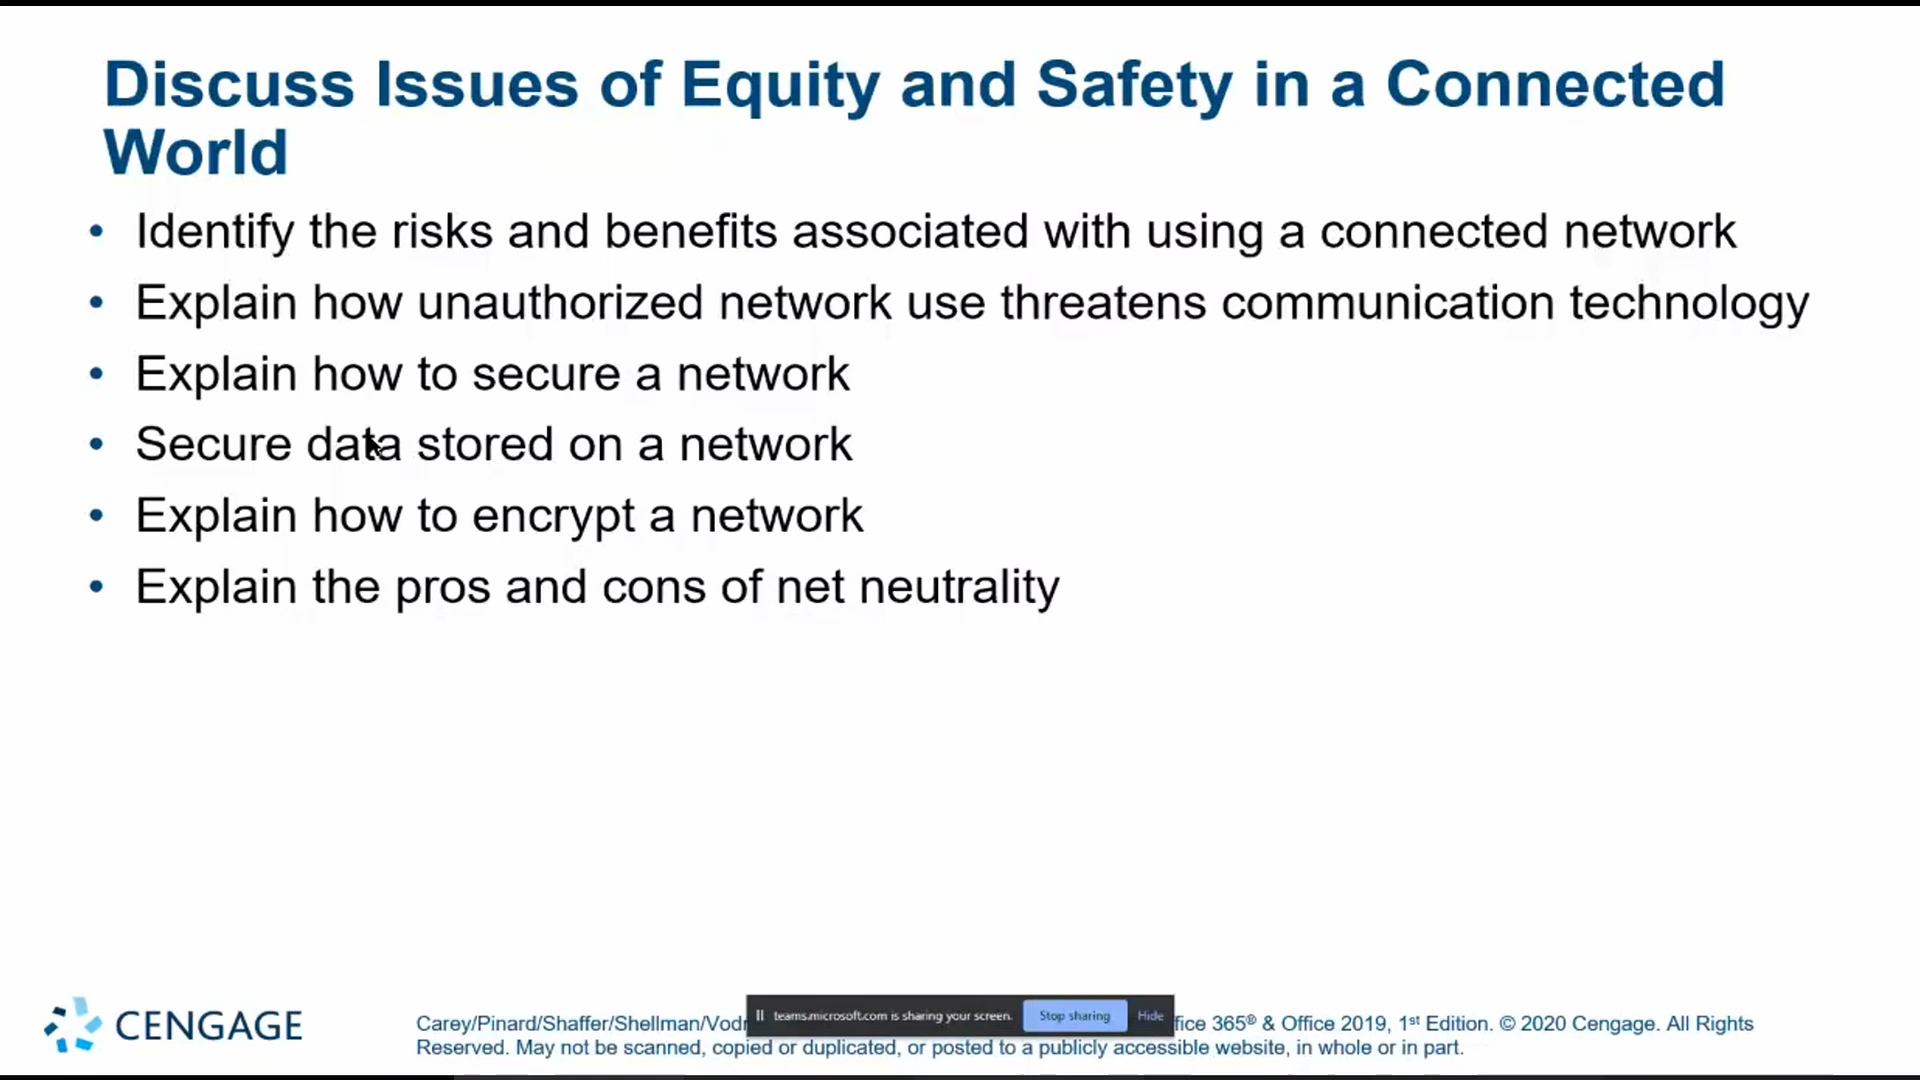 Discuss Issues of Equity and Safety in a Connected
World
• Identify the risks and benefits associated with using a connected network
• Explain how unauthorized network use threatens communication technology
• Explain how to secure a network
• Secure data stored on a network
• Explain how to encrypt a network
• Explain the pros and cons of net neutrality
CENGAGE
Carey/Pinard/Shaffer/Shellman/Vodr
teams.microsoft.com is sharing your screen. Stop sharing Hide
fice 365® & Office 2019, 1st Edition. © 2020 Cengage. All Rights
Reserved. May not be scanned, copied or duplicated, or posted to a publicly accessible website, in whole or in part.